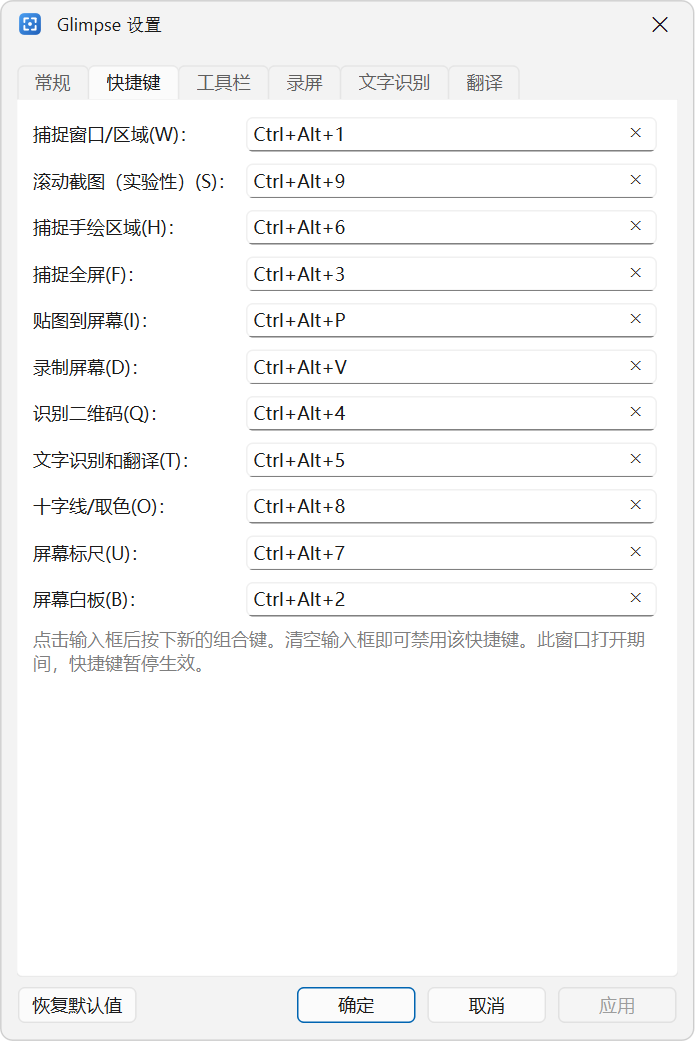 Glimpse 设置
常规 快捷键 工具栏 录屏 文字识别 翻译
捕捉窗口/区域(W)： Ctrl+Alt+1
滚动截图（实验性）(S)： Ctrl+Alt+9
捕捉手绘区域(H)： Ctrl+Alt+6
捕捉全屏(F)： Ctrl+Alt+3
贴图到屏幕(I)： Ctrl+Alt+P
录制屏幕(D)： Ctrl+Alt+V
识别二维码(Q)： Ctrl+Alt+4
文字识别和翻译(T)： Ctrl+Alt+5
十字线/取色(O)： Ctrl+Alt+8
屏幕标尺(U)： Ctrl+Alt+7
屏幕白板(B)： Ctrl+Alt+2
点击输入框后按下新的组合键。清空输入框即可禁用该快捷键。此窗口打开期
间，快捷键暂停生效。
恢复默认值 确定 取消 应用